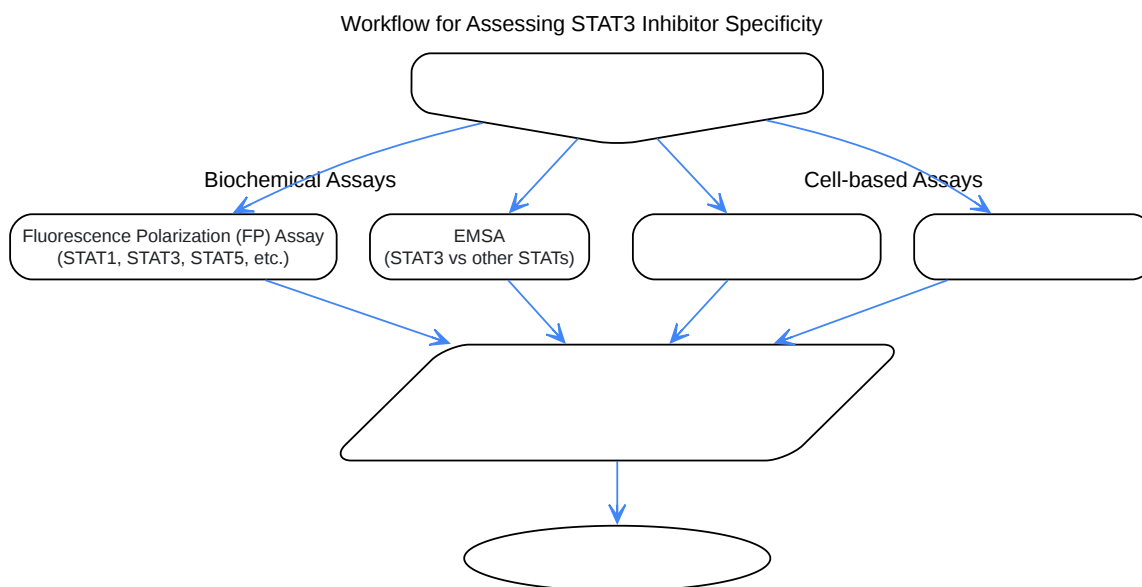 Workflow for Assessing STAT3 Inhibitor Specificity
Biochemical Assays
Cell-based Assays
Fluorescence Polarization (FP) Assay
(STAT1, STAT3, STAT5, etc.)
EMSA
(STAT3 vs other STATs)